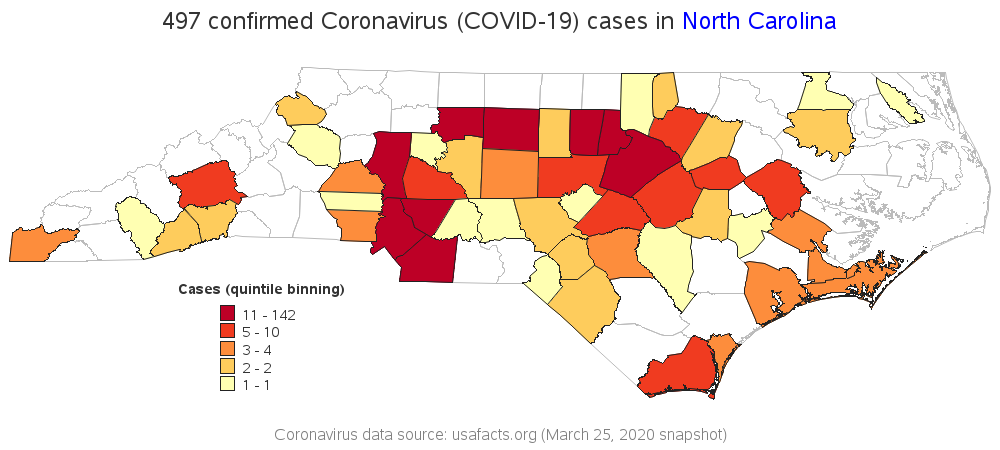 497 confirmed Coronavirus (COVID-19) cases in North Carolina
Cases (quintile binning)
11 - 142
5 - 10
3 - 4
2 - 2
1 - 1
Coronavirus data source: usafacts.org (March 25, 2020 snapshot)